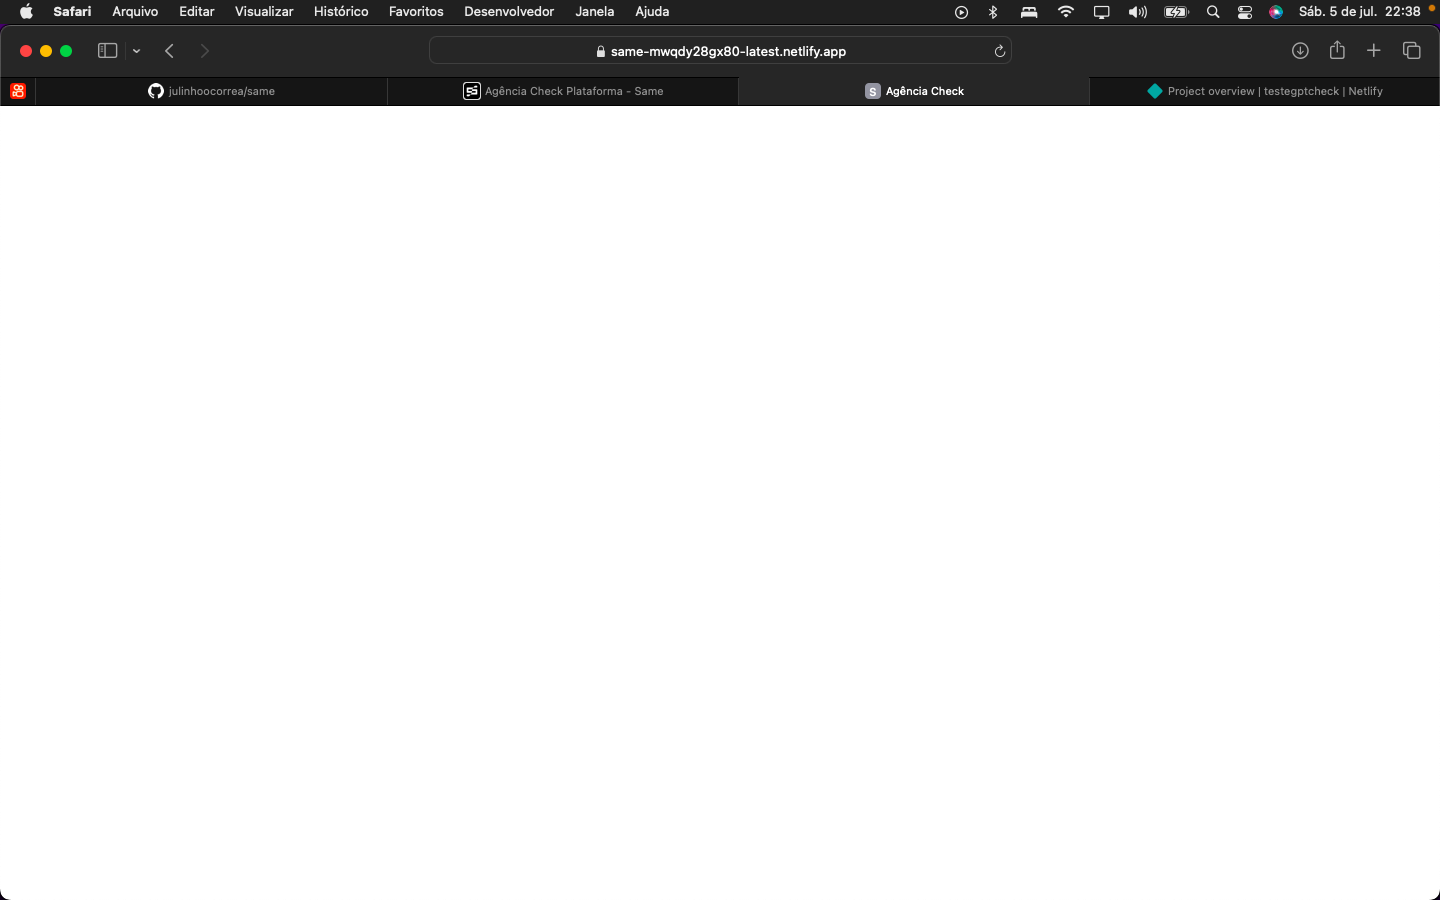 Safari Arquivo Editar Visualizar Histórico Favoritos Desenvolvedor Janela Ajuda Sáb. 5 de jul. 22:38
same-mwqdy28gx80-latest.netlify.app
julinhoocorrea/same Agência Check Plataforma - Same S Agência Check Project overview | testegptcheck | Netlify